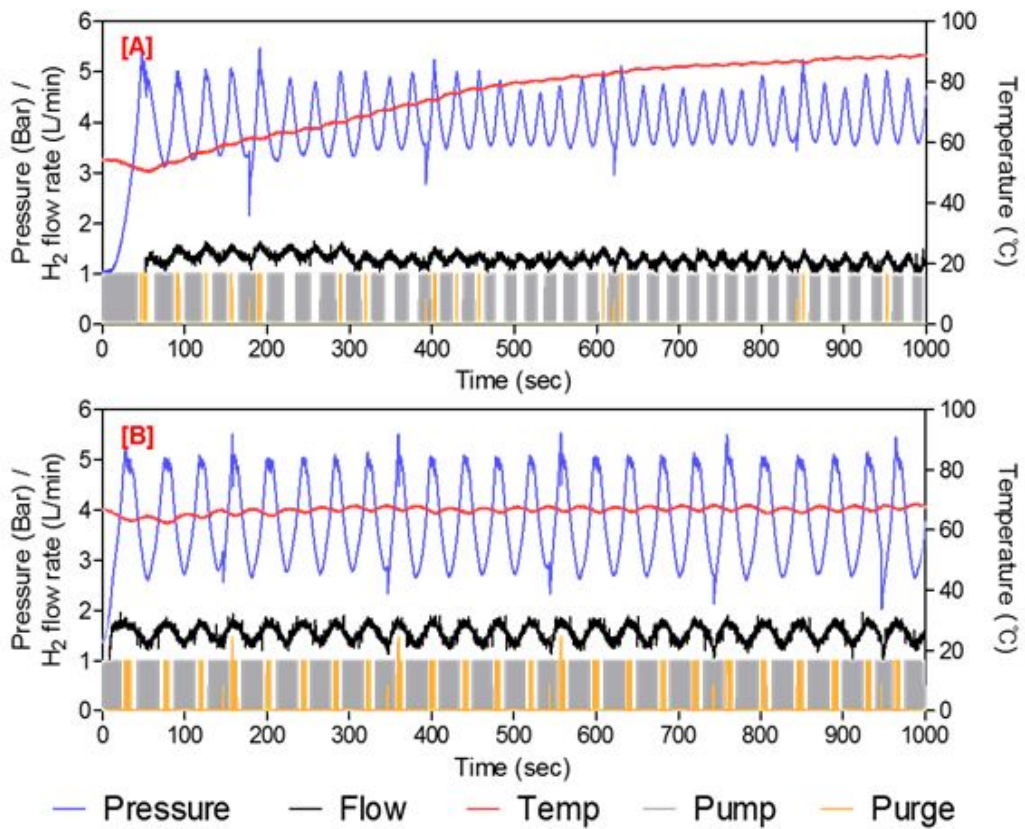 [A]
6
5
4
3
2
1
0
Pressure (Bar) /
H₂ flow rate (L/min)
100
80
60
40
20
0
Temperature (℃)
0 100 200 300 400 500 600 700 800 900 1000
Time (sec)
[B]
6
5
4
3
2
1
0
Pressure (Bar) /
H₂ flow rate (L/min)
100
80
60
40
20
0
Temperature (℃)
0 100 200 300 400 500 600 700 800 900 1000
Time (sec)
Pressure Flow Temp Pump Purge